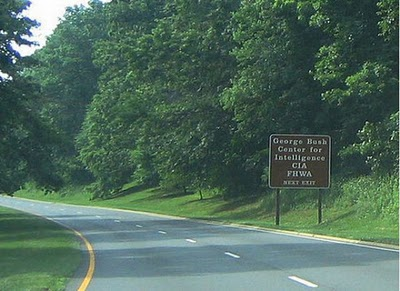 George Bush
Center for
Intelligence
CIA
FHWA
NEXT EXIT